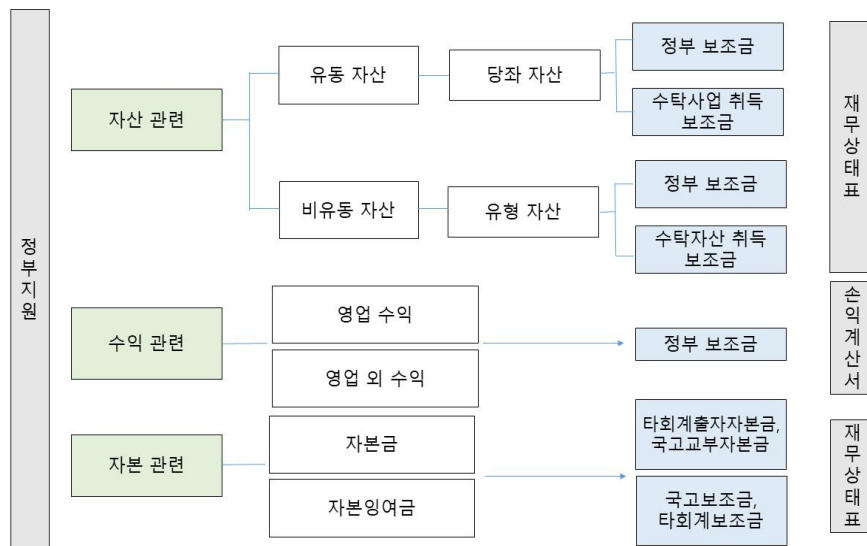 정부지원
자산 관련
유동 자산
당좌 자산
정부 보조금
수탁사업 취득
보조금
비유동 자산
유형 자산
정부 보조금
수탁자산 취득
보조금
재무상태표
수익 관련
영업 수익
영업 외 수익
정부 보조금
손익계산서
자본 관련
자본금
자본잉여금
타회계출자자본금,
국고교부자본금
국고보조금,
타회계보조금
재무상태표